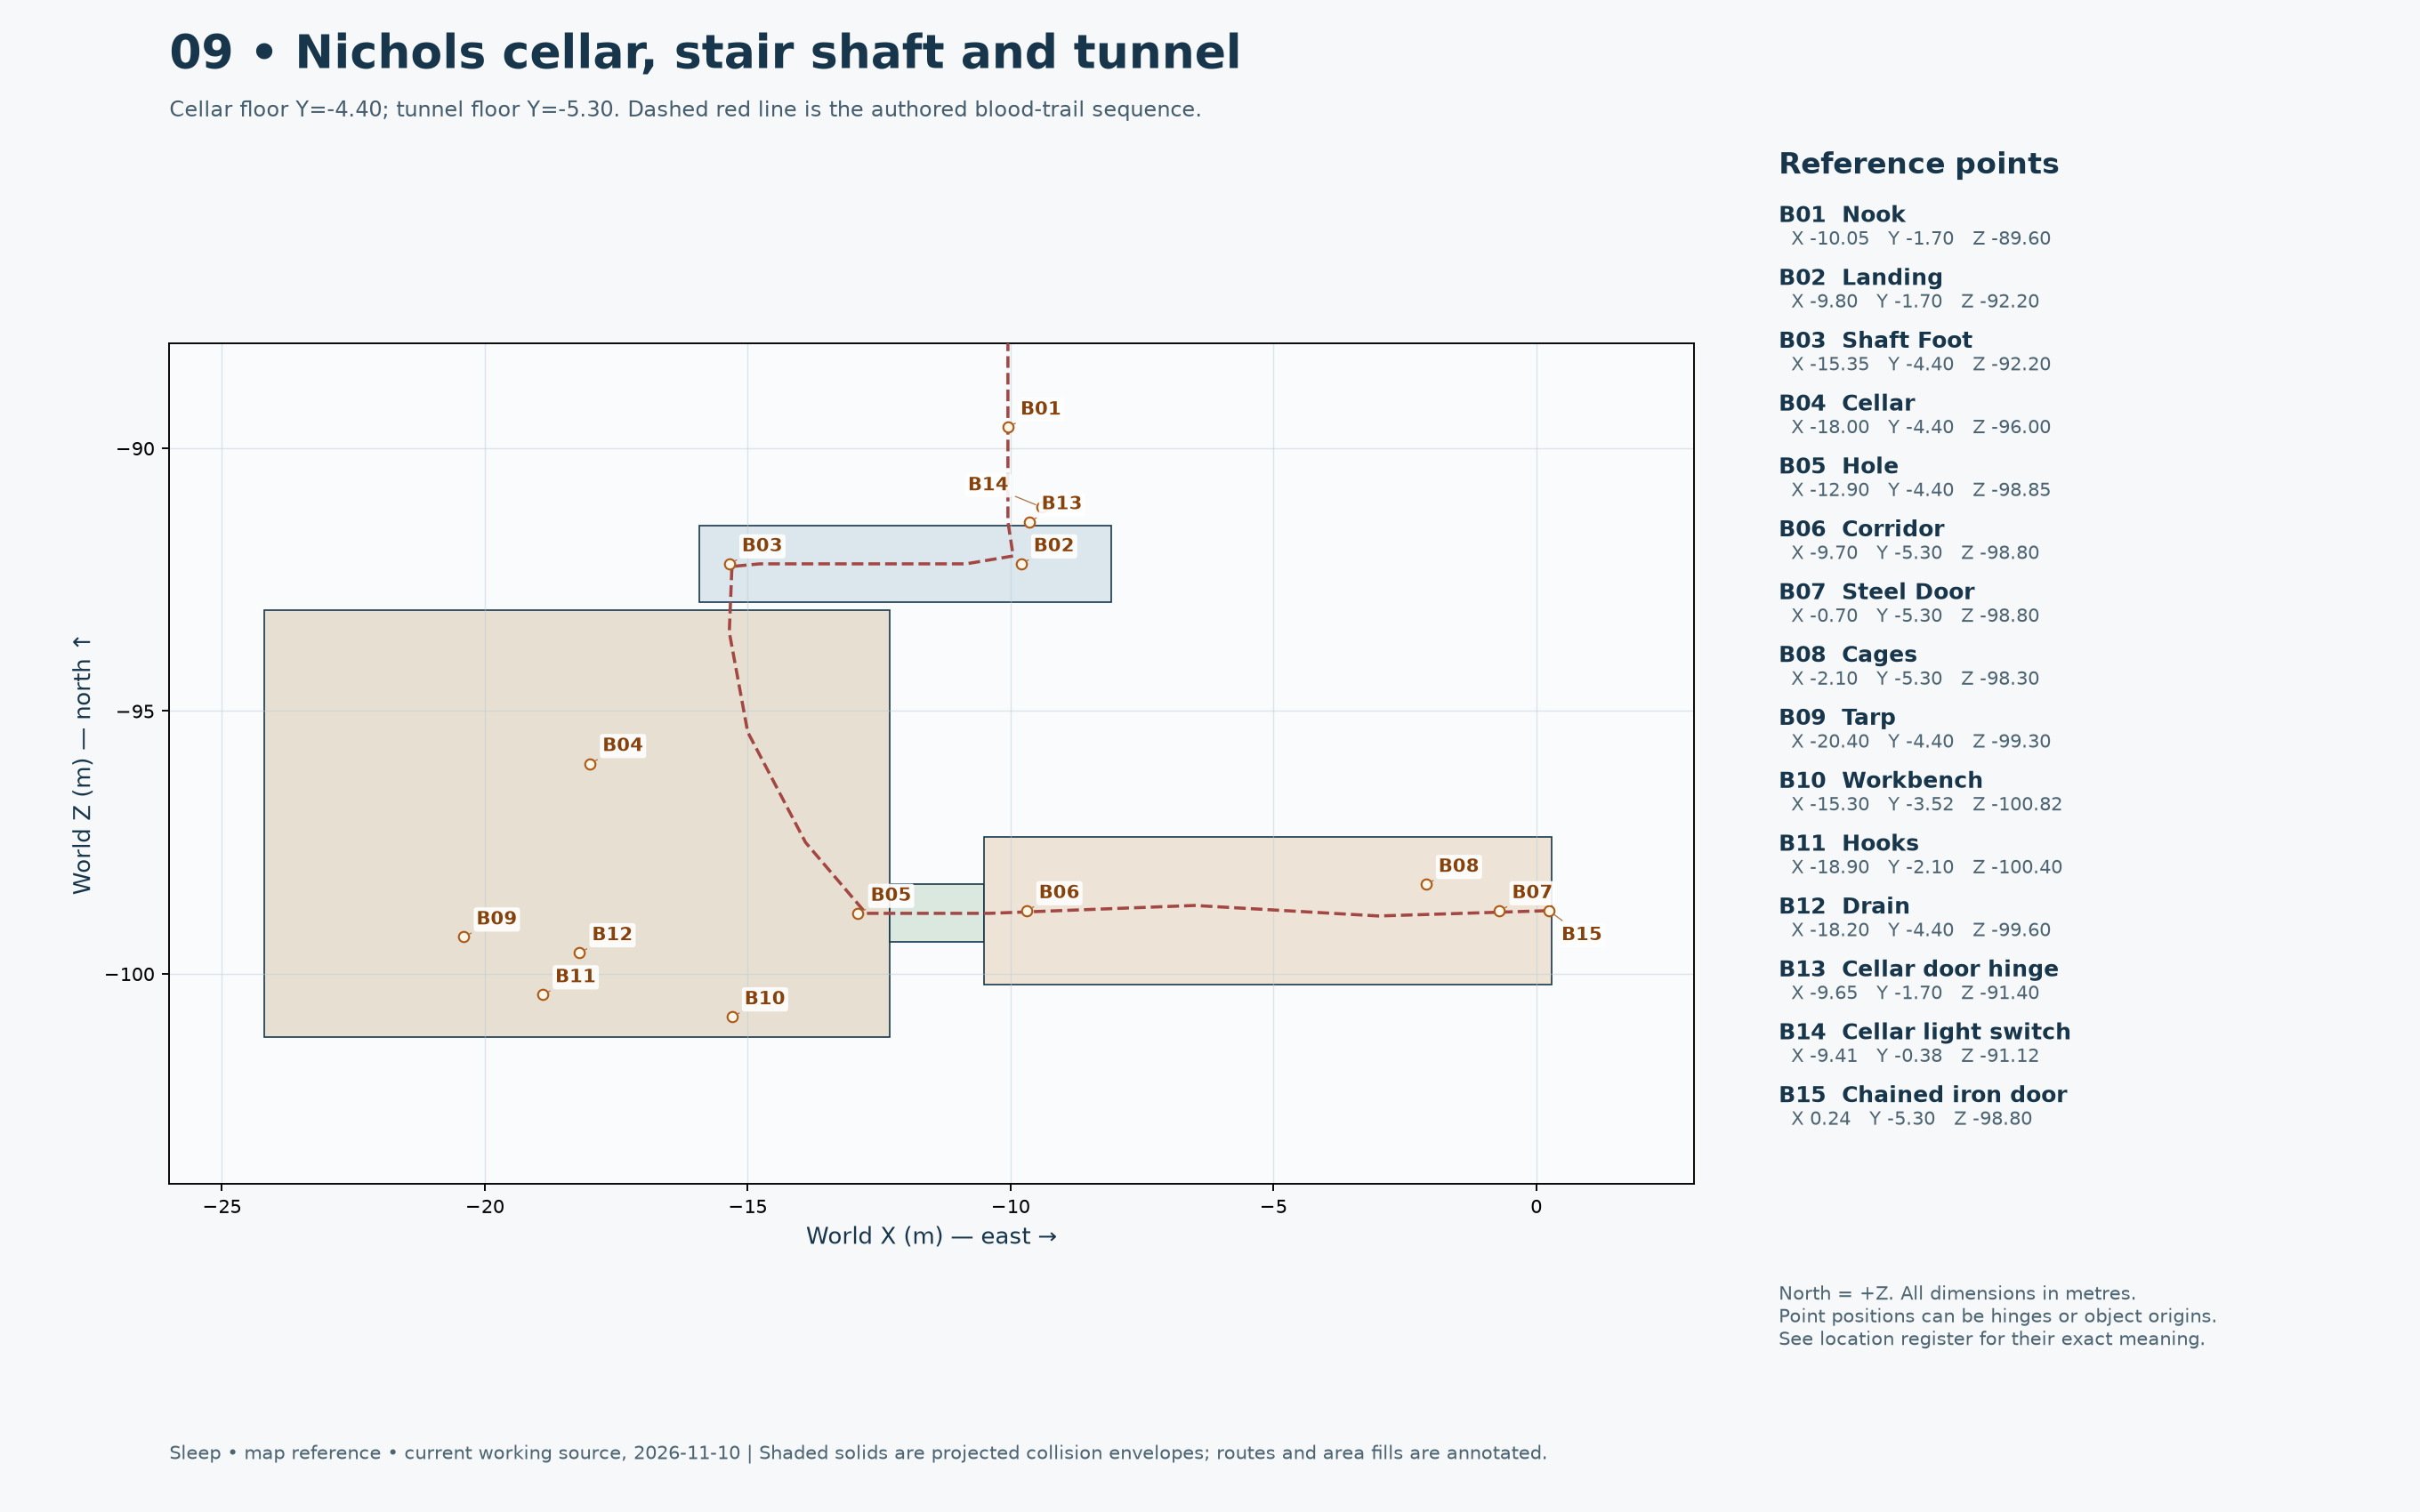 09 • Nichols cellar, stair shaft and tunnel
Cellar floor Y=-4.40; tunnel floor Y=-5.30. Dashed red line is the authored blood-trail sequence.
B01
B14
B13
B03
B02
B04
B05
B06
B08
B07
B15
B09
B12
B11
B10
−90
−95
−100
World Z (m) — north ↑
−25
−20
−15
−10
−5
0
World X (m) — east →
Reference points
B01 Nook
X -10.05 Y -1.70 Z -89.60
B02 Landing
X -9.80 Y -1.70 Z -92.20
B03 Shaft Foot
X -15.35 Y -4.40 Z -92.20
B04 Cellar
X -18.00 Y -4.40 Z -96.00
B05 Hole
X -12.90 Y -4.40 Z -98.85
B06 Corridor
X -9.70 Y -5.30 Z -98.80
B07 Steel Door
X -0.70 Y -5.30 Z -98.80
B08 Cages
X -2.10 Y -5.30 Z -98.30
B09 Tarp
X -20.40 Y -4.40 Z -99.30
B10 Workbench
X -15.30 Y -3.52 Z -100.82
B11 Hooks
X -18.90 Y -2.10 Z -100.40
B12 Drain
X -18.20 Y -4.40 Z -99.60
B13 Cellar door hinge
X -9.65 Y -1.70 Z -91.40
B14 Cellar light switch
X -9.41 Y -0.38 Z -91.12
B15 Chained iron door
X 0.24 Y -5.30 Z -98.80
North = +Z. All dimensions in metres.
Point positions can be hinges or object origins.
See location register for their exact meaning.
Sleep • map reference • current working source, 2026-11-10 | Shaded solids are projected collision envelopes; routes and area fills are annotated.